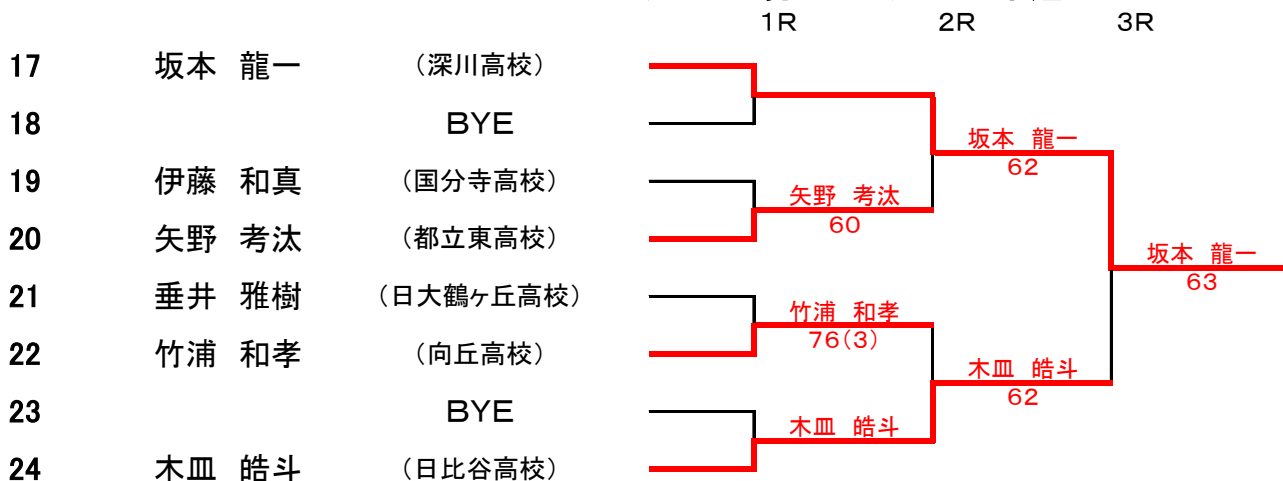 1R 2R 3R
17 坂本 龍一 (深川高校)
18 BYE
坂本 龍一
62
19 伊藤 和真 (国分寺高校)
矢野 考汰
60
20 矢野 考汰 (都立東高校)
坂本 龍一
63
21 垂井 雅樹 (日大鶴ヶ丘高校)
竹浦 和孝
76(3)
22 竹浦 和孝 (向丘高校)
木皿 皓斗
62
23 BYE
木皿 皓斗
24 木皿 皓斗 (日比谷高校)